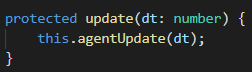 protected update(dt: number) {
    this.agentUpdate(dt);
}